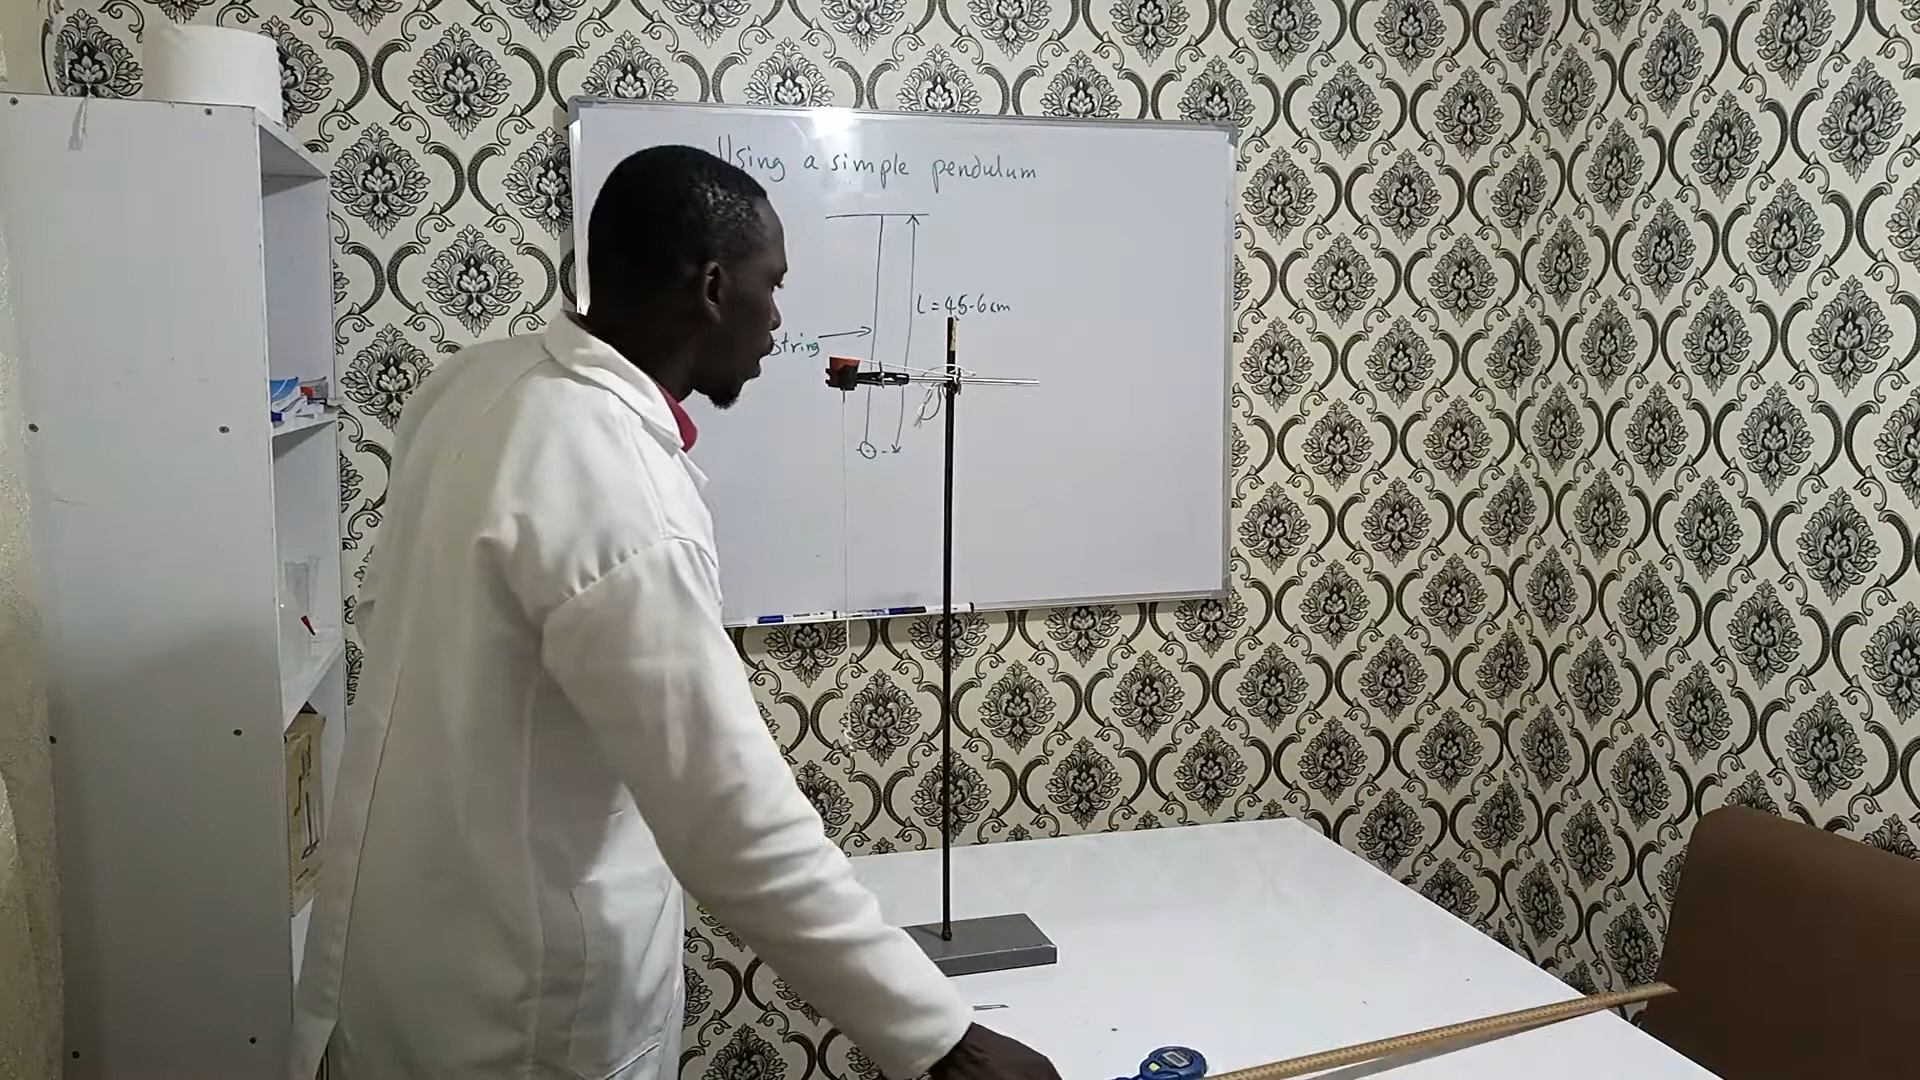 Using a simple pendulum
L = 45.6cm
string